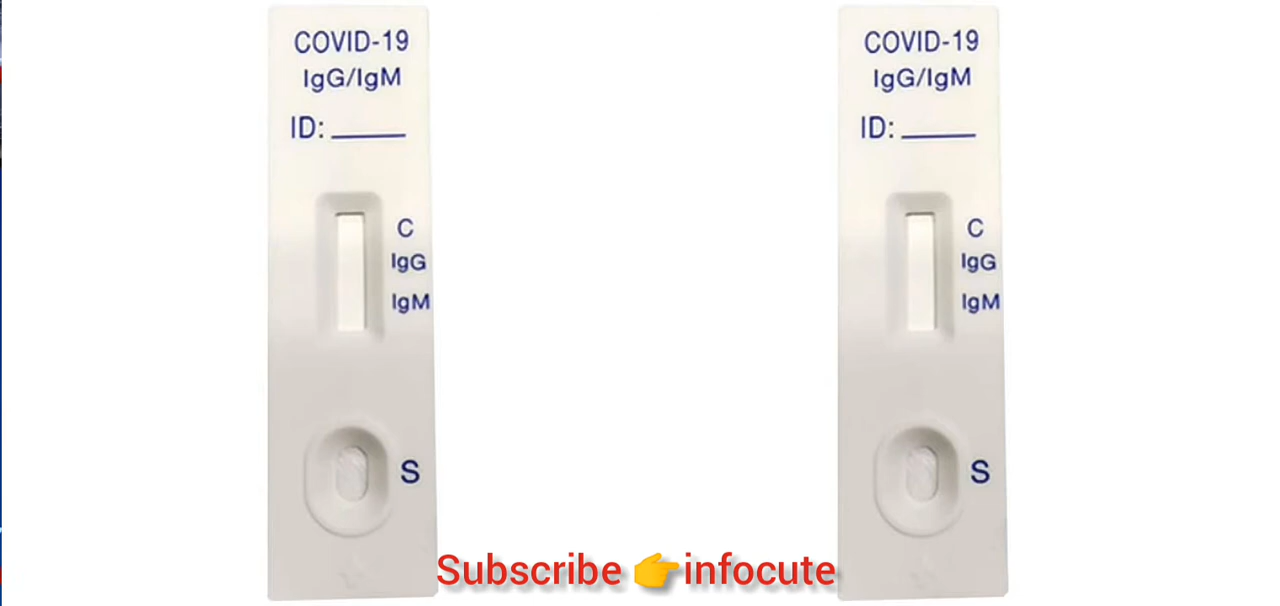 COVID-19
IgG/IgM
ID:
C
IgG
IgM
S
COVID-19
IgG/IgM
ID:
C
IgG
IgM
S
Subscribe 👉infocute